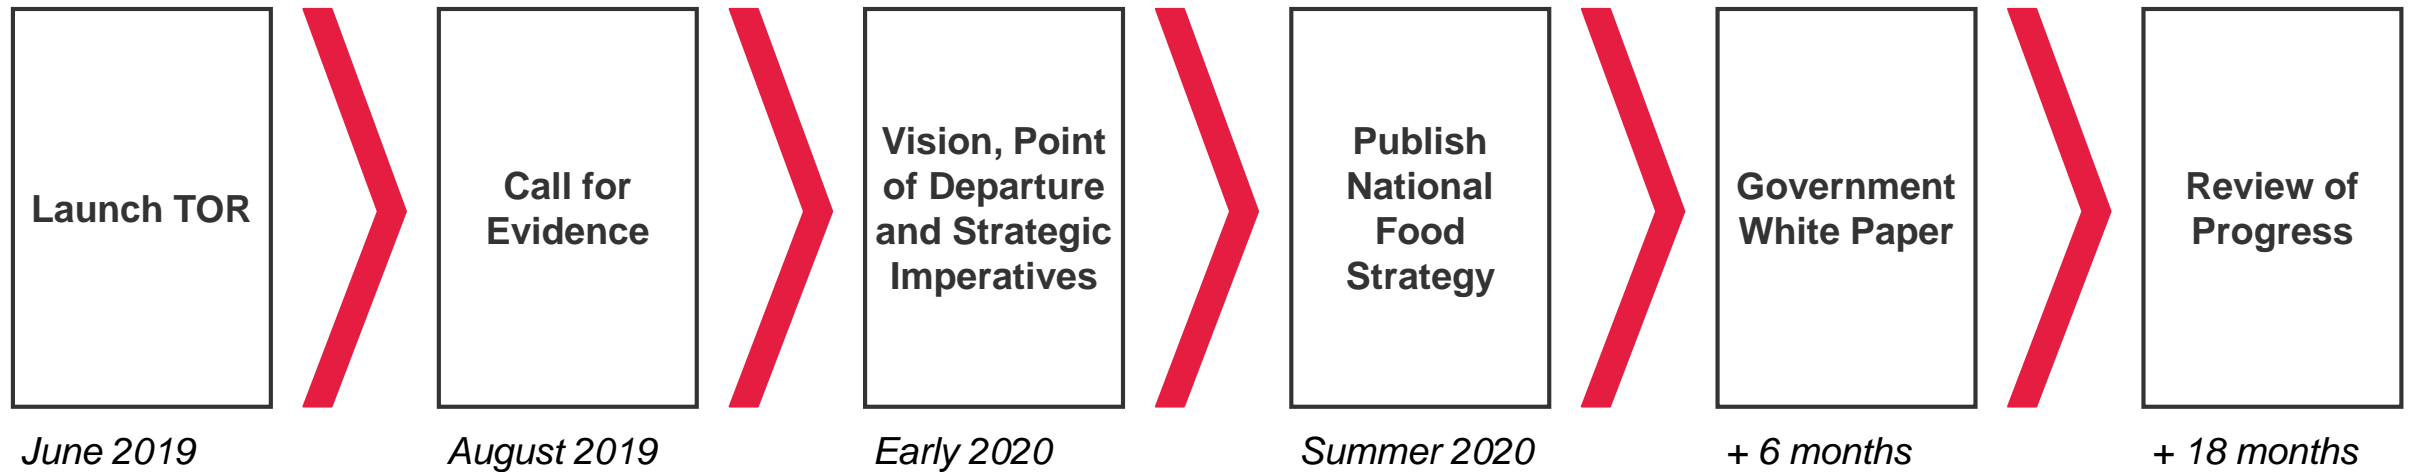 Launch TOR
Call for
Evidence
Vision, Point
of Departure
and Strategic
Imperatives
Publish
National
Food
Strategy
Government
White Paper
Review of
Progress
June 2019
August 2019
Early 2020
Summer 2020
+ 6 months
+ 18 months